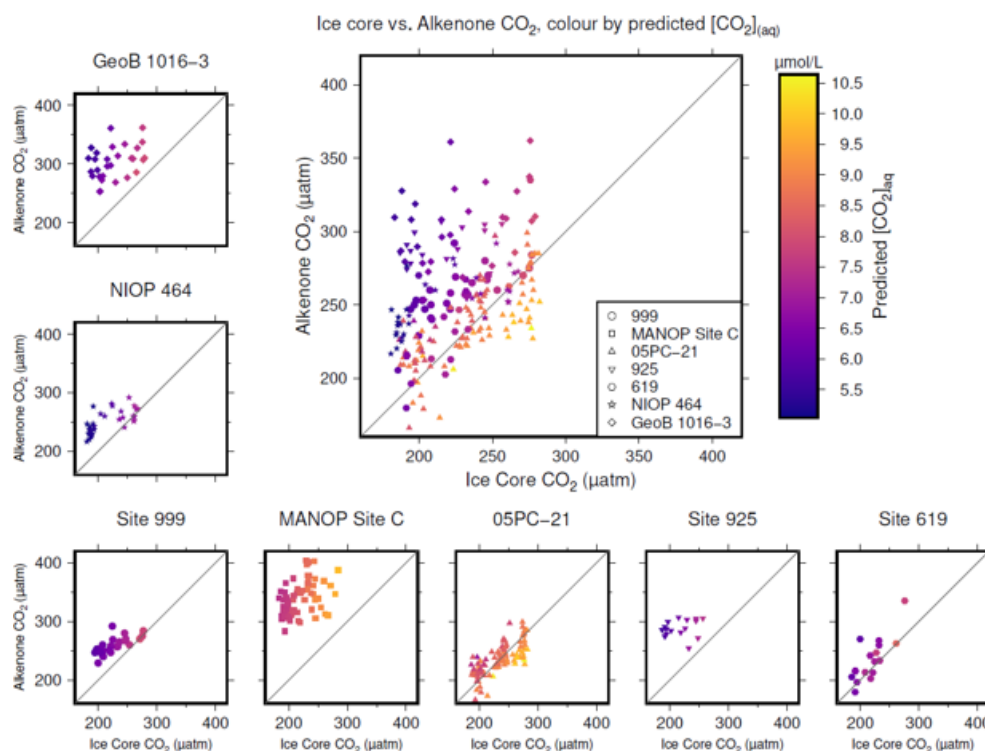 Ice core vs. Alkenone CO₂, colour by predicted [CO₂](aq)
GeoB 1016−3
400
300
200
Alkenone CO₂ (µatm)
NIOP 464
400
300
200
Alkenone CO₂ (µatm)
200 300 400
400
350
300
250
200
Alkenone CO₂ (µatm)
200 250 300 350 400
Ice Core CO₂ (µatm)
999
MANOP Site C
05PC−21
925
619
NIOP 464
GeoB 1016−3
µmol/L
10.5
10.0
9.5
9.0
8.5
8.0
7.5
7.0
6.5
6.0
5.5
Predicted [CO₂]aq
Site 999
400
300
200
Alkenone CO₂ (µatm)
200 300 400
Ice Core CO₂ (µatm)
MANOP Site C
200 300 400
Ice Core CO₂ (µatm)
05PC−21
200 300 400
Ice Core CO₂ (µatm)
Site 925
200 300 400
Ice Core CO₂ (µatm)
Site 619
200 300 400
Ice Core CO₂ (µatm)